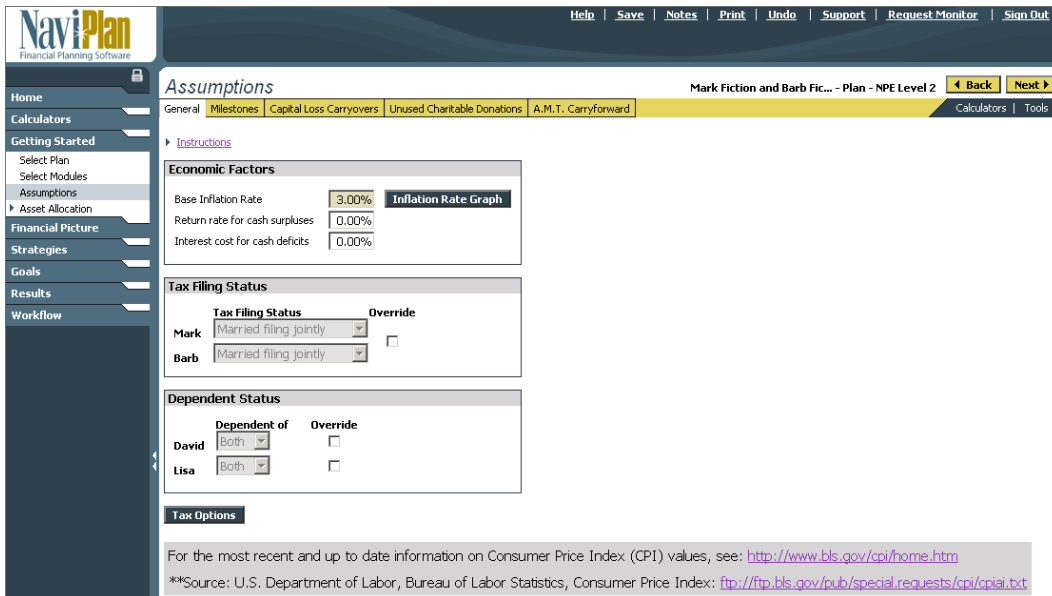 Help | Save | Notes | Print | Undo | Support | Request Monitor | Sign Out
NaviPlan
Financial Planning Software
Assumptions
Mark Fiction and Barb Fic... - Plan - NPE Level 2
Back
Next
General
Milestones
Capital Loss Carryovers
Unused Charitable Donations
A.M.T. Carryforward
Calculators | Tools
Home
Calculators
Getting Started
Select Plan
Select Modules
Assumptions
Asset Allocation
Financial Picture
Strategies
Goals
Results
Workflow
Instructions
Economic Factors
Base Inflation Rate 3.00% Inflation Rate Graph
Return rate for cash surpluses 0.00%
Interest cost for cash deficits 0.00%
Tax Filing Status
Tax Filing Status Override
Mark Married filing jointly
Barb Married filing jointly
Dependent Status
Dependent of Override
David Both
Lisa Both
Tax Options
For the most recent and up to date information on Consumer Price Index (CPI) values, see: http://www.bls.gov/cpi/home.htm
**Source: U.S. Department of Labor, Bureau of Labor Statistics, Consumer Price Index: ftp://ftp.bls.gov/pub/special.requests/cpi/cpiai.txt